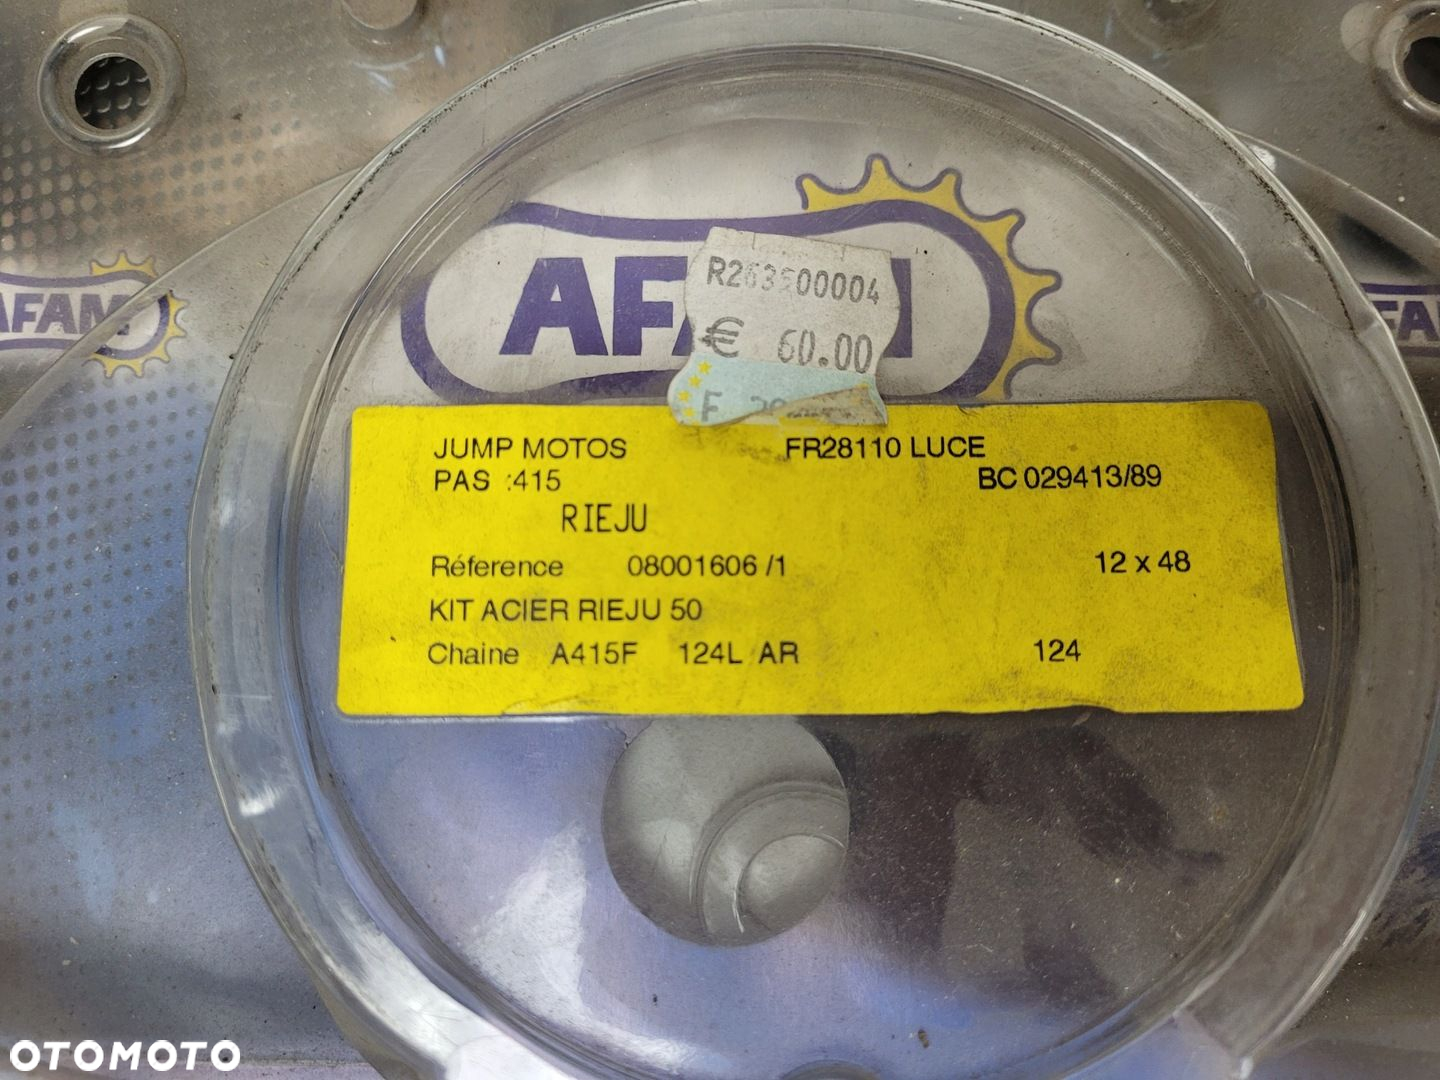 AFAM
R263500004
€ 60.00
F
AFAM
JUMP MOTOS FR28110 LUCE
PAS :415 BC 029413/89
RIEJU
Réference 08001606 /1 12 x 48
KIT ACIER RIEJU 50
Chaine A415F 124L AR 124
OTOMOTO